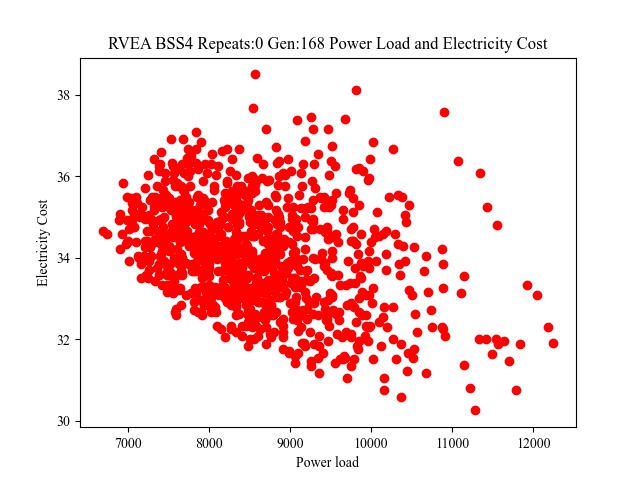 RVEA BSS4 Repeats:0 Gen:168 Power Load and Electricity Cost
38
36
34
32
30
Electricity Cost
7000 8000 9000 10000 11000 12000
Power load